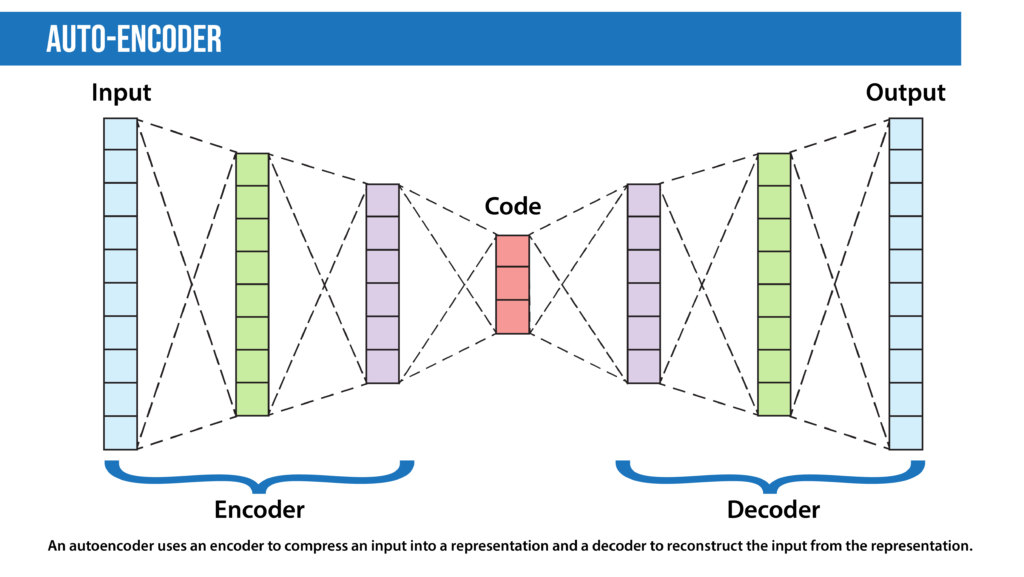 AUTO-ENCODER
Input
Output
Code
Encoder
Decoder
An autoencoder uses an encoder to compress an input into a representation and a decoder to reconstruct the input from the representation.